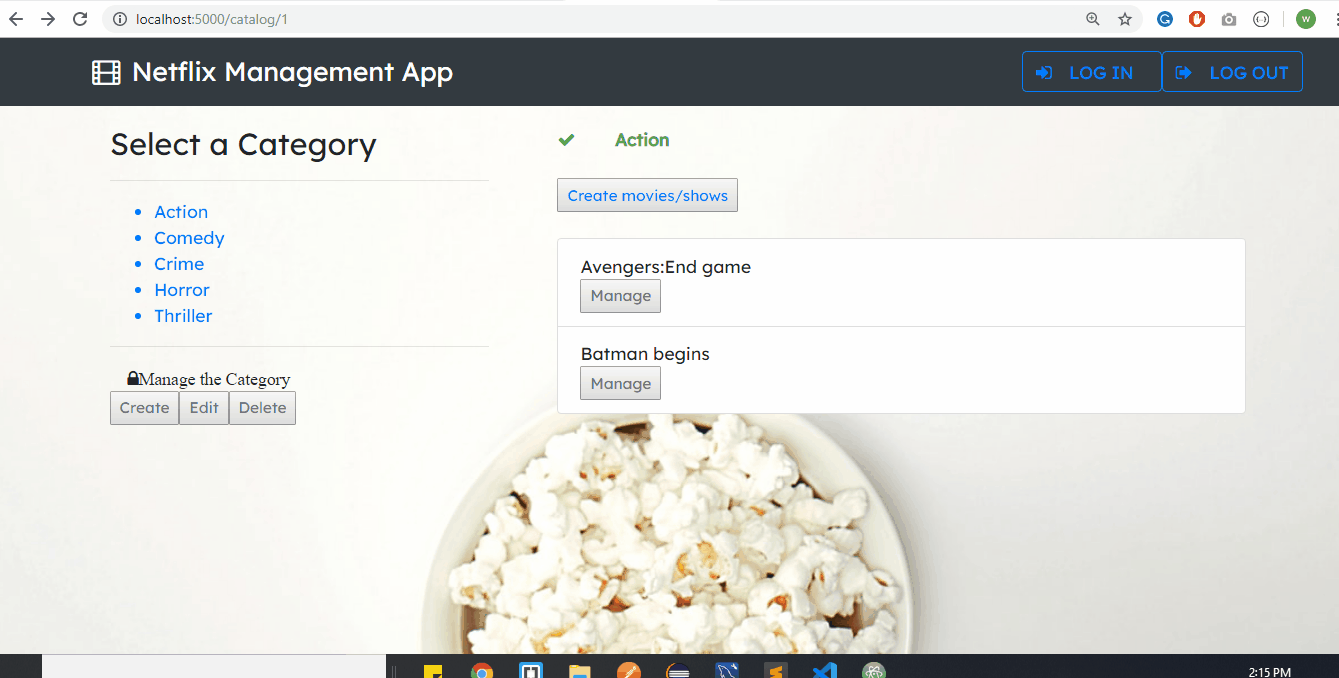 localhost:5000/catalog/1
W
Netflix Management App
LOG IN
LOG OUT
Select a Category
Action
Comedy
Crime
Horror
Thriller
Manage the Category
Create
Edit
Delete
Action
Create movies/shows
Avengers:End game
Manage
Batman begins
Manage
2:15 PM